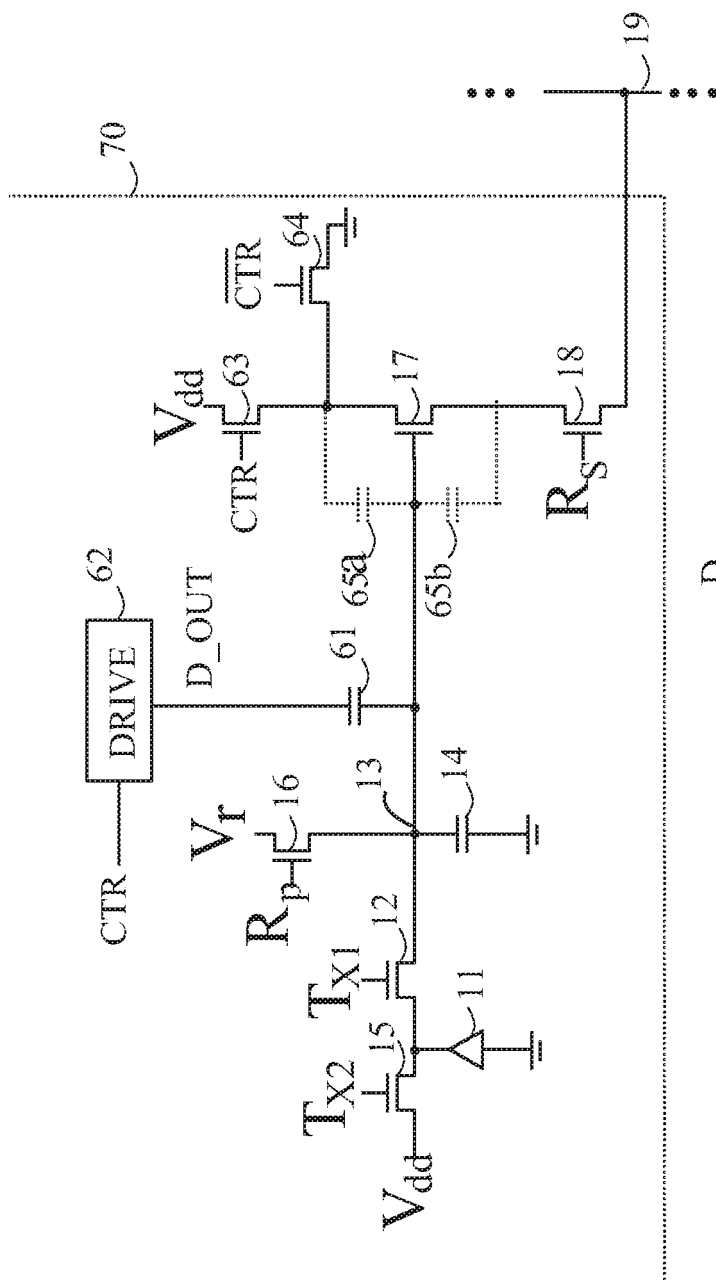 70
19
CTR
DRIVE
62
D_OUT
61
Vdd
CTR
63
C̅T̅R̅
64
65a
65b
17
Rs
18
Vr
Rp
16
13
14
Vdd
TX2
15
TX1
12
11